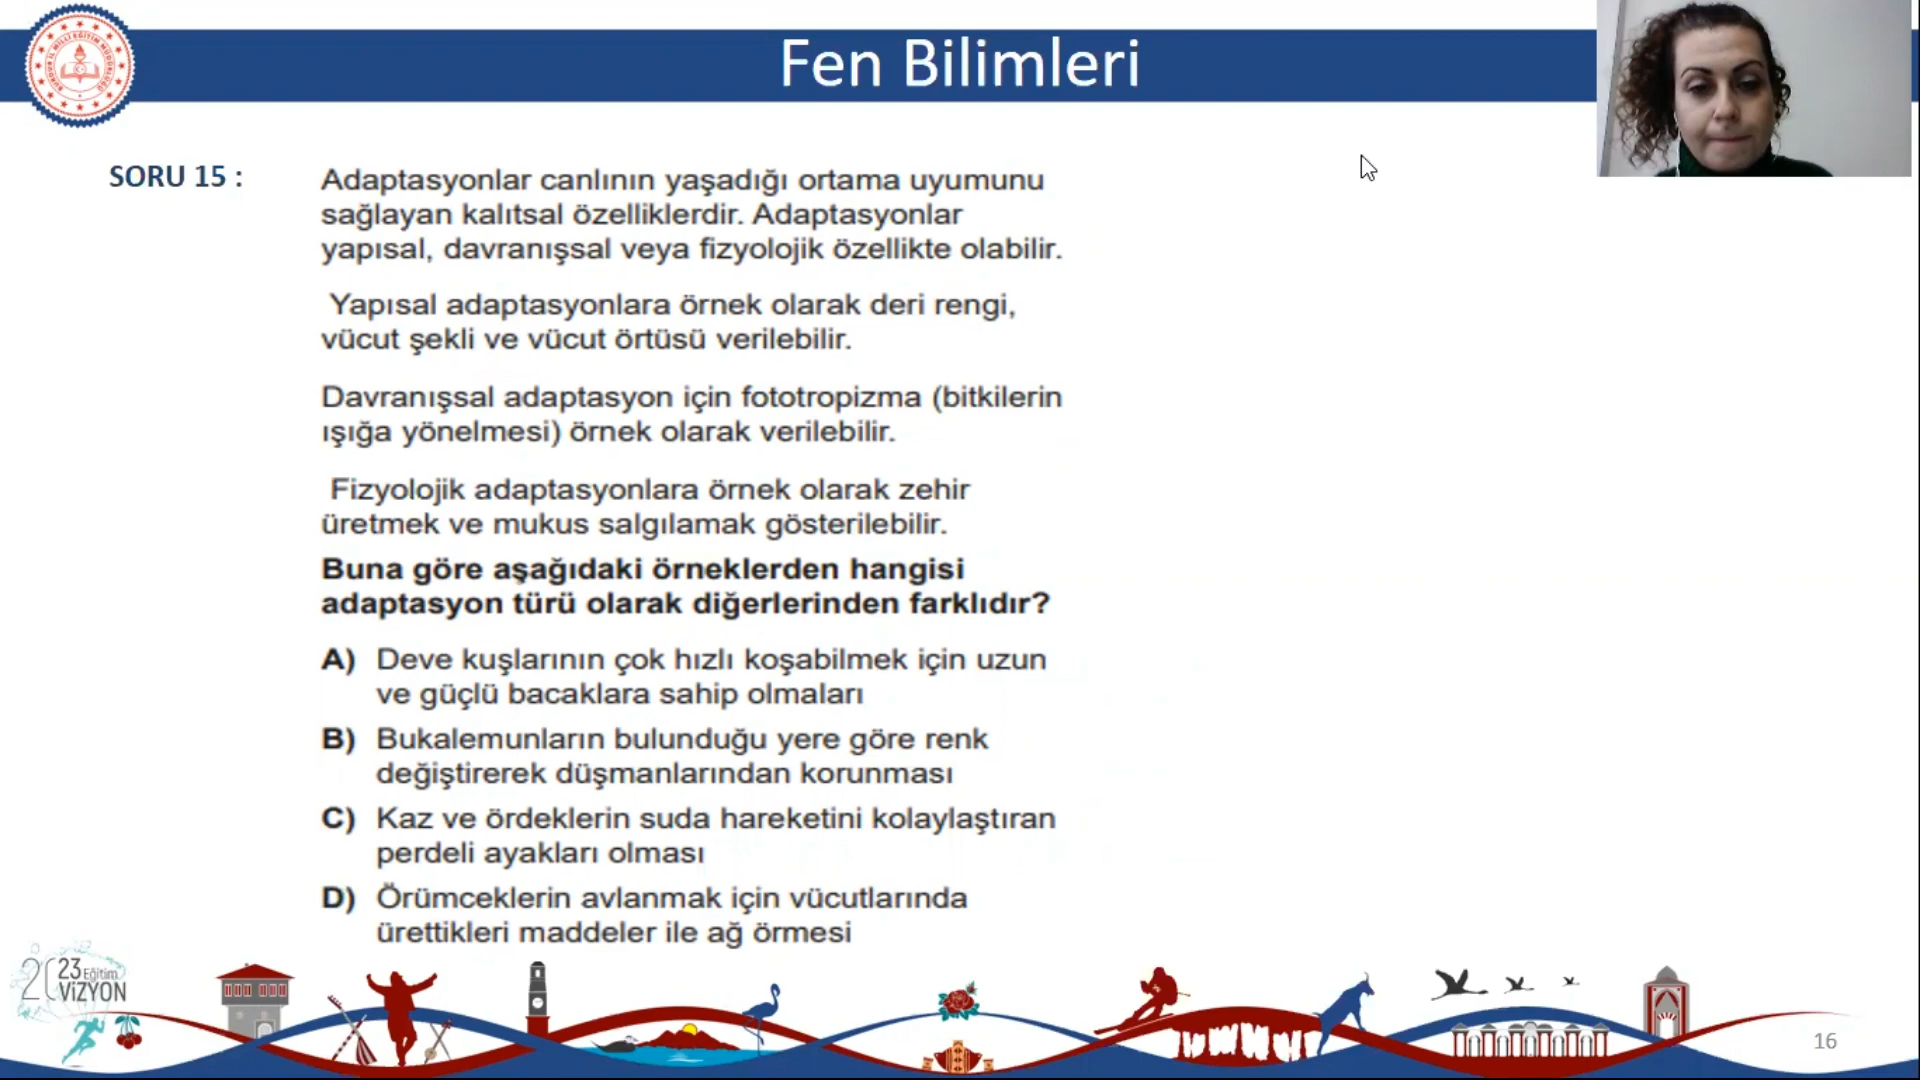 Fen Bilimleri
SORU 15 :
Adaptasyonlar canlının yaşadığı ortama uyumunu
sağlayan kalıtsal özelliklerdir. Adaptasyonlar
yapısal, davranışsal veya fizyolojik özellikte olabilir.
Yapısal adaptasyonlara örnek olarak deri rengi,
vücut şekli ve vücut örtüsü verilebilir.
Davranışsal adaptasyon için fototropizma (bitkilerin
ışığa yönelmesi) örnek olarak verilebilir.
Fizyolojik adaptasyonlara örnek olarak zehir
üretmek ve mukus salgılamak gösterilebilir.
Buna göre aşağıdaki örneklerden hangisi
adaptasyon türü olarak diğerlerinden farklıdır?
A) Deve kuşlarının çok hızlı koşabilmek için uzun
ve güçlü bacaklara sahip olmaları
B) Bukalemunların bulunduğu yere göre renk
değiştirerek düşmanlarından korunması
C) Kaz ve ördeklerin suda hareketini kolaylaştıran
perdeli ayakları olması
D) Örümceklerin avlanmak için vücutlarında
ürettikleri maddeler ile ağ örmesi
2023 Eğitim
VİZYON
16